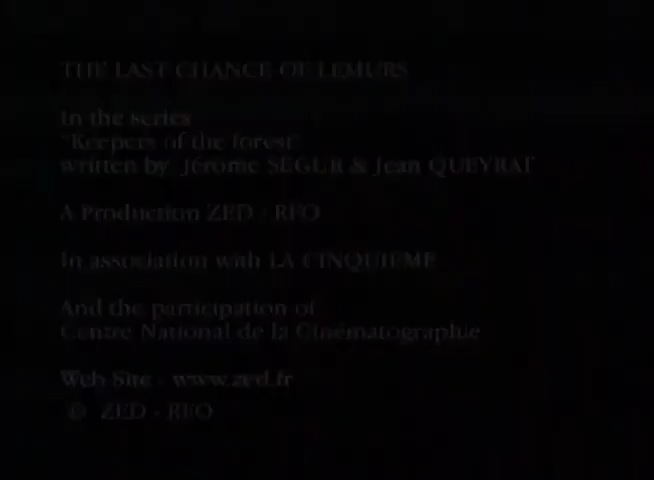 THE LAST CHANCE OF LEMURS
In the series
"Keepers of the forest"
written by Jérome SEGUR & Jean QUEYRAT
A Production ZED - RFO
In association with LA CINQUIEME
And the participation of
Centre National de la Cinématographie
Web Site - www.zed.fr
© ZED - RFO